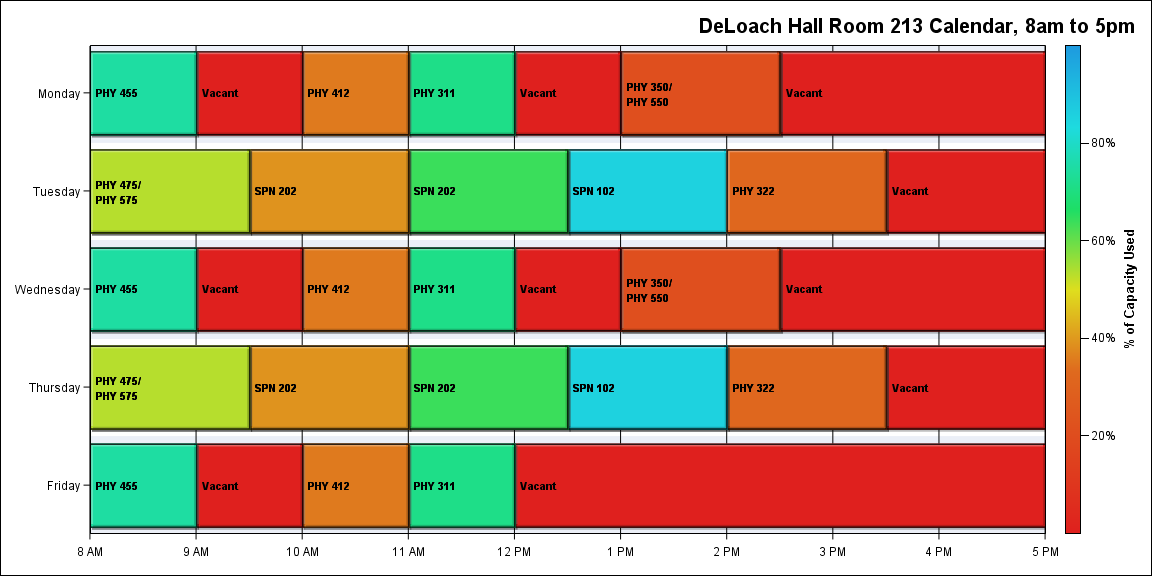 DeLoach Hall Room 213 Calendar, 8am to 5pm
Monday
PHY 455
Vacant
PHY 412
PHY 311
Vacant
PHY 350/
PHY 550
Vacant
Tuesday
PHY 475/
PHY 575
SPN 202
SPN 202
SPN 102
PHY 322
Vacant
Wednesday
PHY 455
Vacant
PHY 412
PHY 311
Vacant
PHY 350/
PHY 550
Vacant
Thursday
PHY 475/
PHY 575
SPN 202
SPN 202
SPN 102
PHY 322
Vacant
Friday
PHY 455
Vacant
PHY 412
PHY 311
Vacant
8 AM
9 AM
10 AM
11 AM
12 PM
1 PM
2 PM
3 PM
4 PM
5 PM
80%
60%
40%
20%
% of Capacity Used